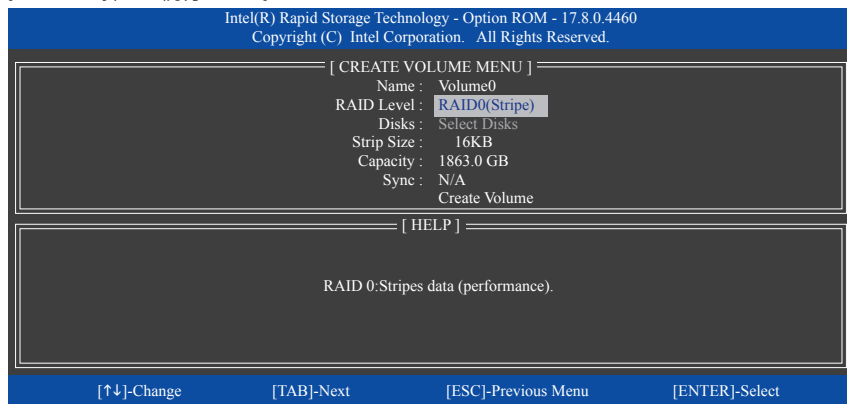 Intel(R) Rapid Storage Technology - Option ROM - 17.8.0.4460
Copyright (C) Intel Corporation. All Rights Reserved.
[ CREATE VOLUME MENU ]
Name : Volume0
RAID Level : RAID0(Stripe)
Disks : Select Disks
Strip Size : 16KB
Capacity : 1863.0 GB
Sync : N/A
Create Volume
[ HELP ]
RAID 0:Stripes data (performance).
[↑↓]-Change [TAB]-Next [ESC]-Previous Menu [ENTER]-Select